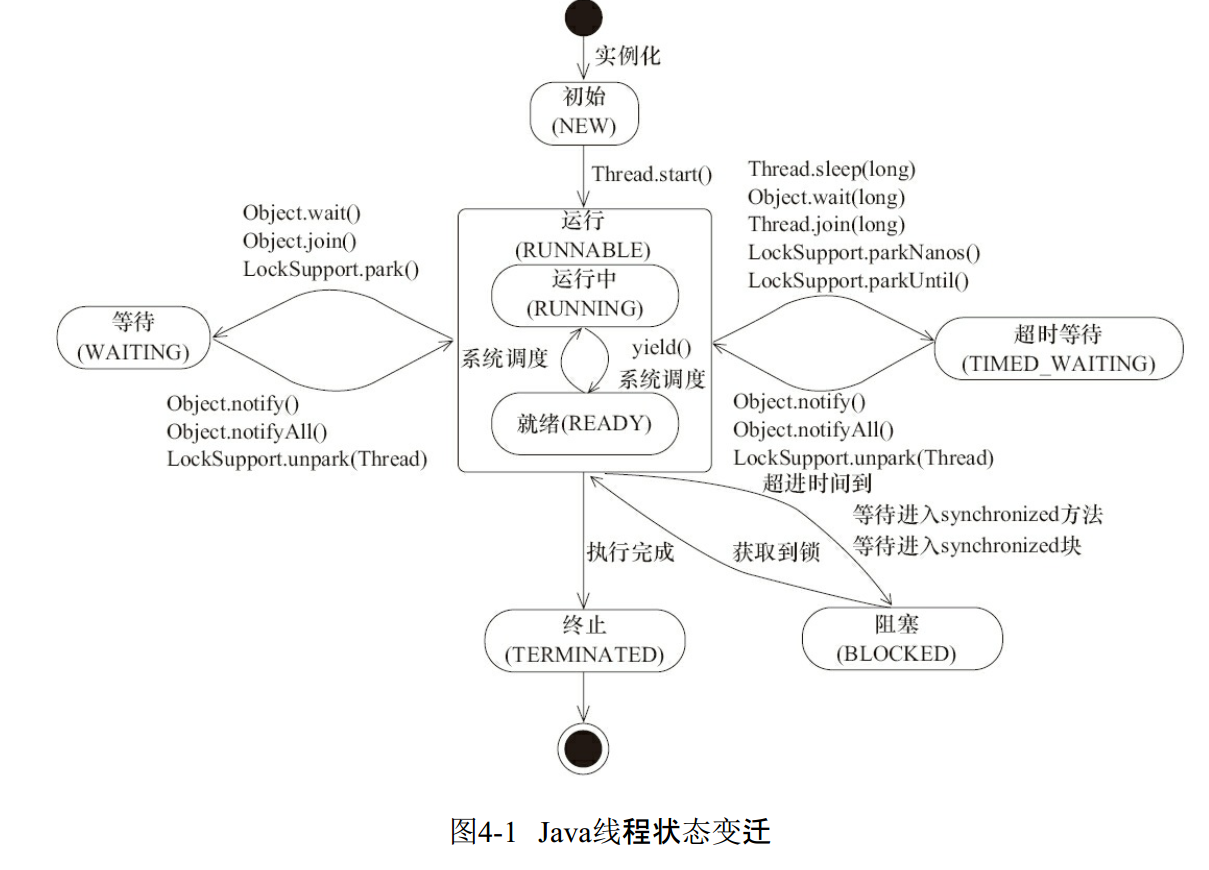 实例化
初始
(NEW)
Thread.start()
Object.wait()
Object.join()
LockSupport.park()
Thread.sleep(long)
Object.wait(long)
Thread.join(long)
LockSupport.parkNanos()
LockSupport.parkUntil()
运行
(RUNNABLE)
运行中
(RUNNING)
等待
(WAITING)
超时等待
(TIMED_WAITING)
系统调度
yield()
系统调度
就绪(READY)
Object.notify()
Object.notifyAll()
LockSupport.unpark(Thread)
Object.notify()
Object.notifyAll()
LockSupport.unpark(Thread)
超进时间到
等待进入synchronized方法
等待进入synchronized块
执行完成
获取到锁
终止
(TERMINATED)
阻塞
(BLOCKED)
图4-1 Java线程状态变迁